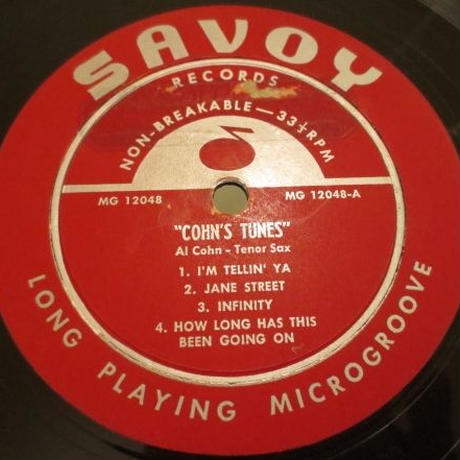 SAVOY
RECORDS
NON-BREAKABLE—33⅓RPM
MG 12048
MG 12048-A
"COHN'S TUNES"
Al Cohn - Tenor Sax
1. I'M TELLIN' YA
2. JANE STREET
3. INFINITY
4. HOW LONG HAS THIS
BEEN GOING ON
LONG PLAYING MICROGROOVE